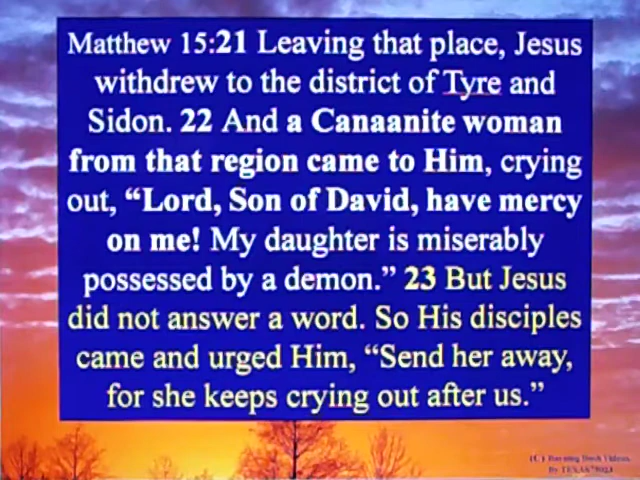 Matthew 15:21 Leaving that place, Jesus
withdrew to the district of Tyre and
Sidon. 22 And a Canaanite woman
from that region came to Him, crying
out, “Lord, Son of David, have mercy
on me! My daughter is miserably
possessed by a demon.” 23 But Jesus
did not answer a word. So His disciples
came and urged Him, “Send her away,
for she keeps crying out after us.”
(C) Burning Bush Videos